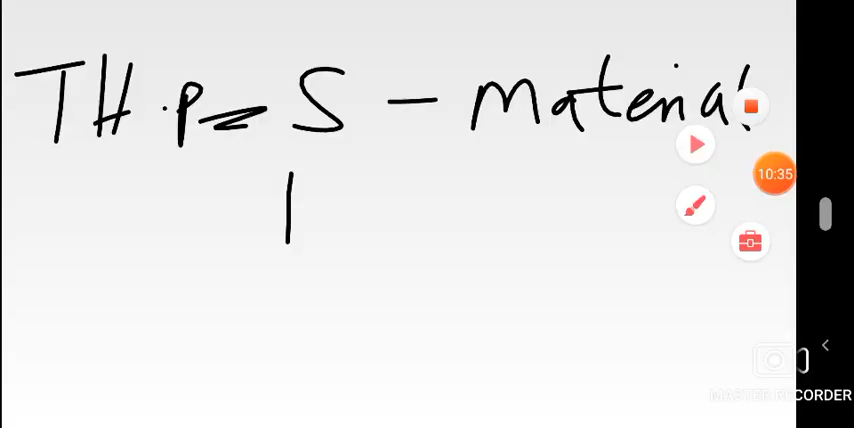 TH.P = S - Material
1
10:35
MASTER RECORDER